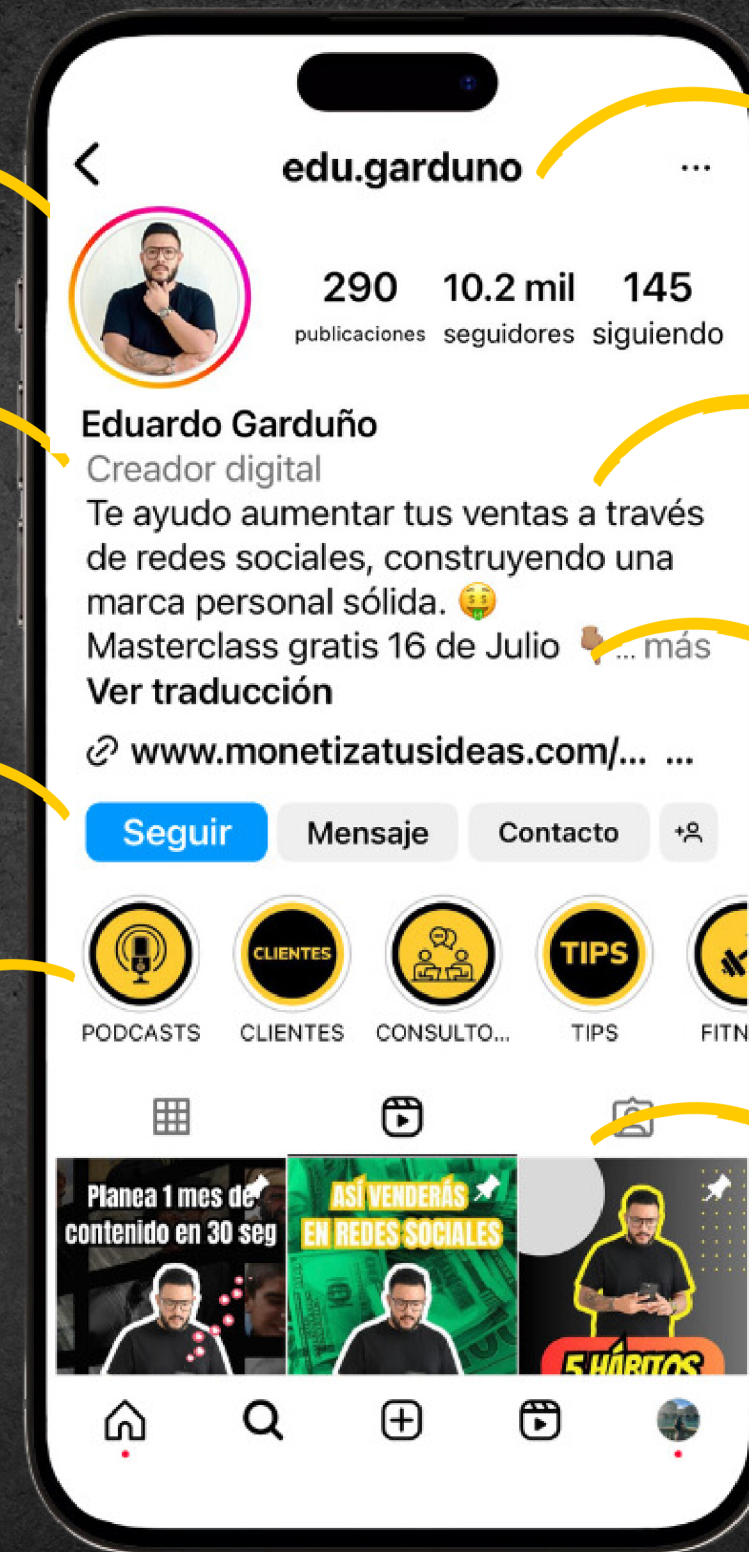 edu.garduno
...
290 10.2 mil 145
publicaciones seguidores siguiendo
Eduardo Garduño
Creador digital
Te ayudo aumentar tus ventas a través
de redes sociales, construyendo una
marca personal sólida. 🤑
Masterclass gratis 16 de Julio 👇🏽... más
Ver traducción
www.monetizatusideas.com/... ...
Seguir Mensaje Contacto
CLIENTES TIPS
PODCASTS CLIENTES CONSULTO... TIPS FITN
Planea 1 mes de
contenido en 30 seg
ASÍ VENDERÁS
EN REDES SOCIALES
5 HÁBITOS